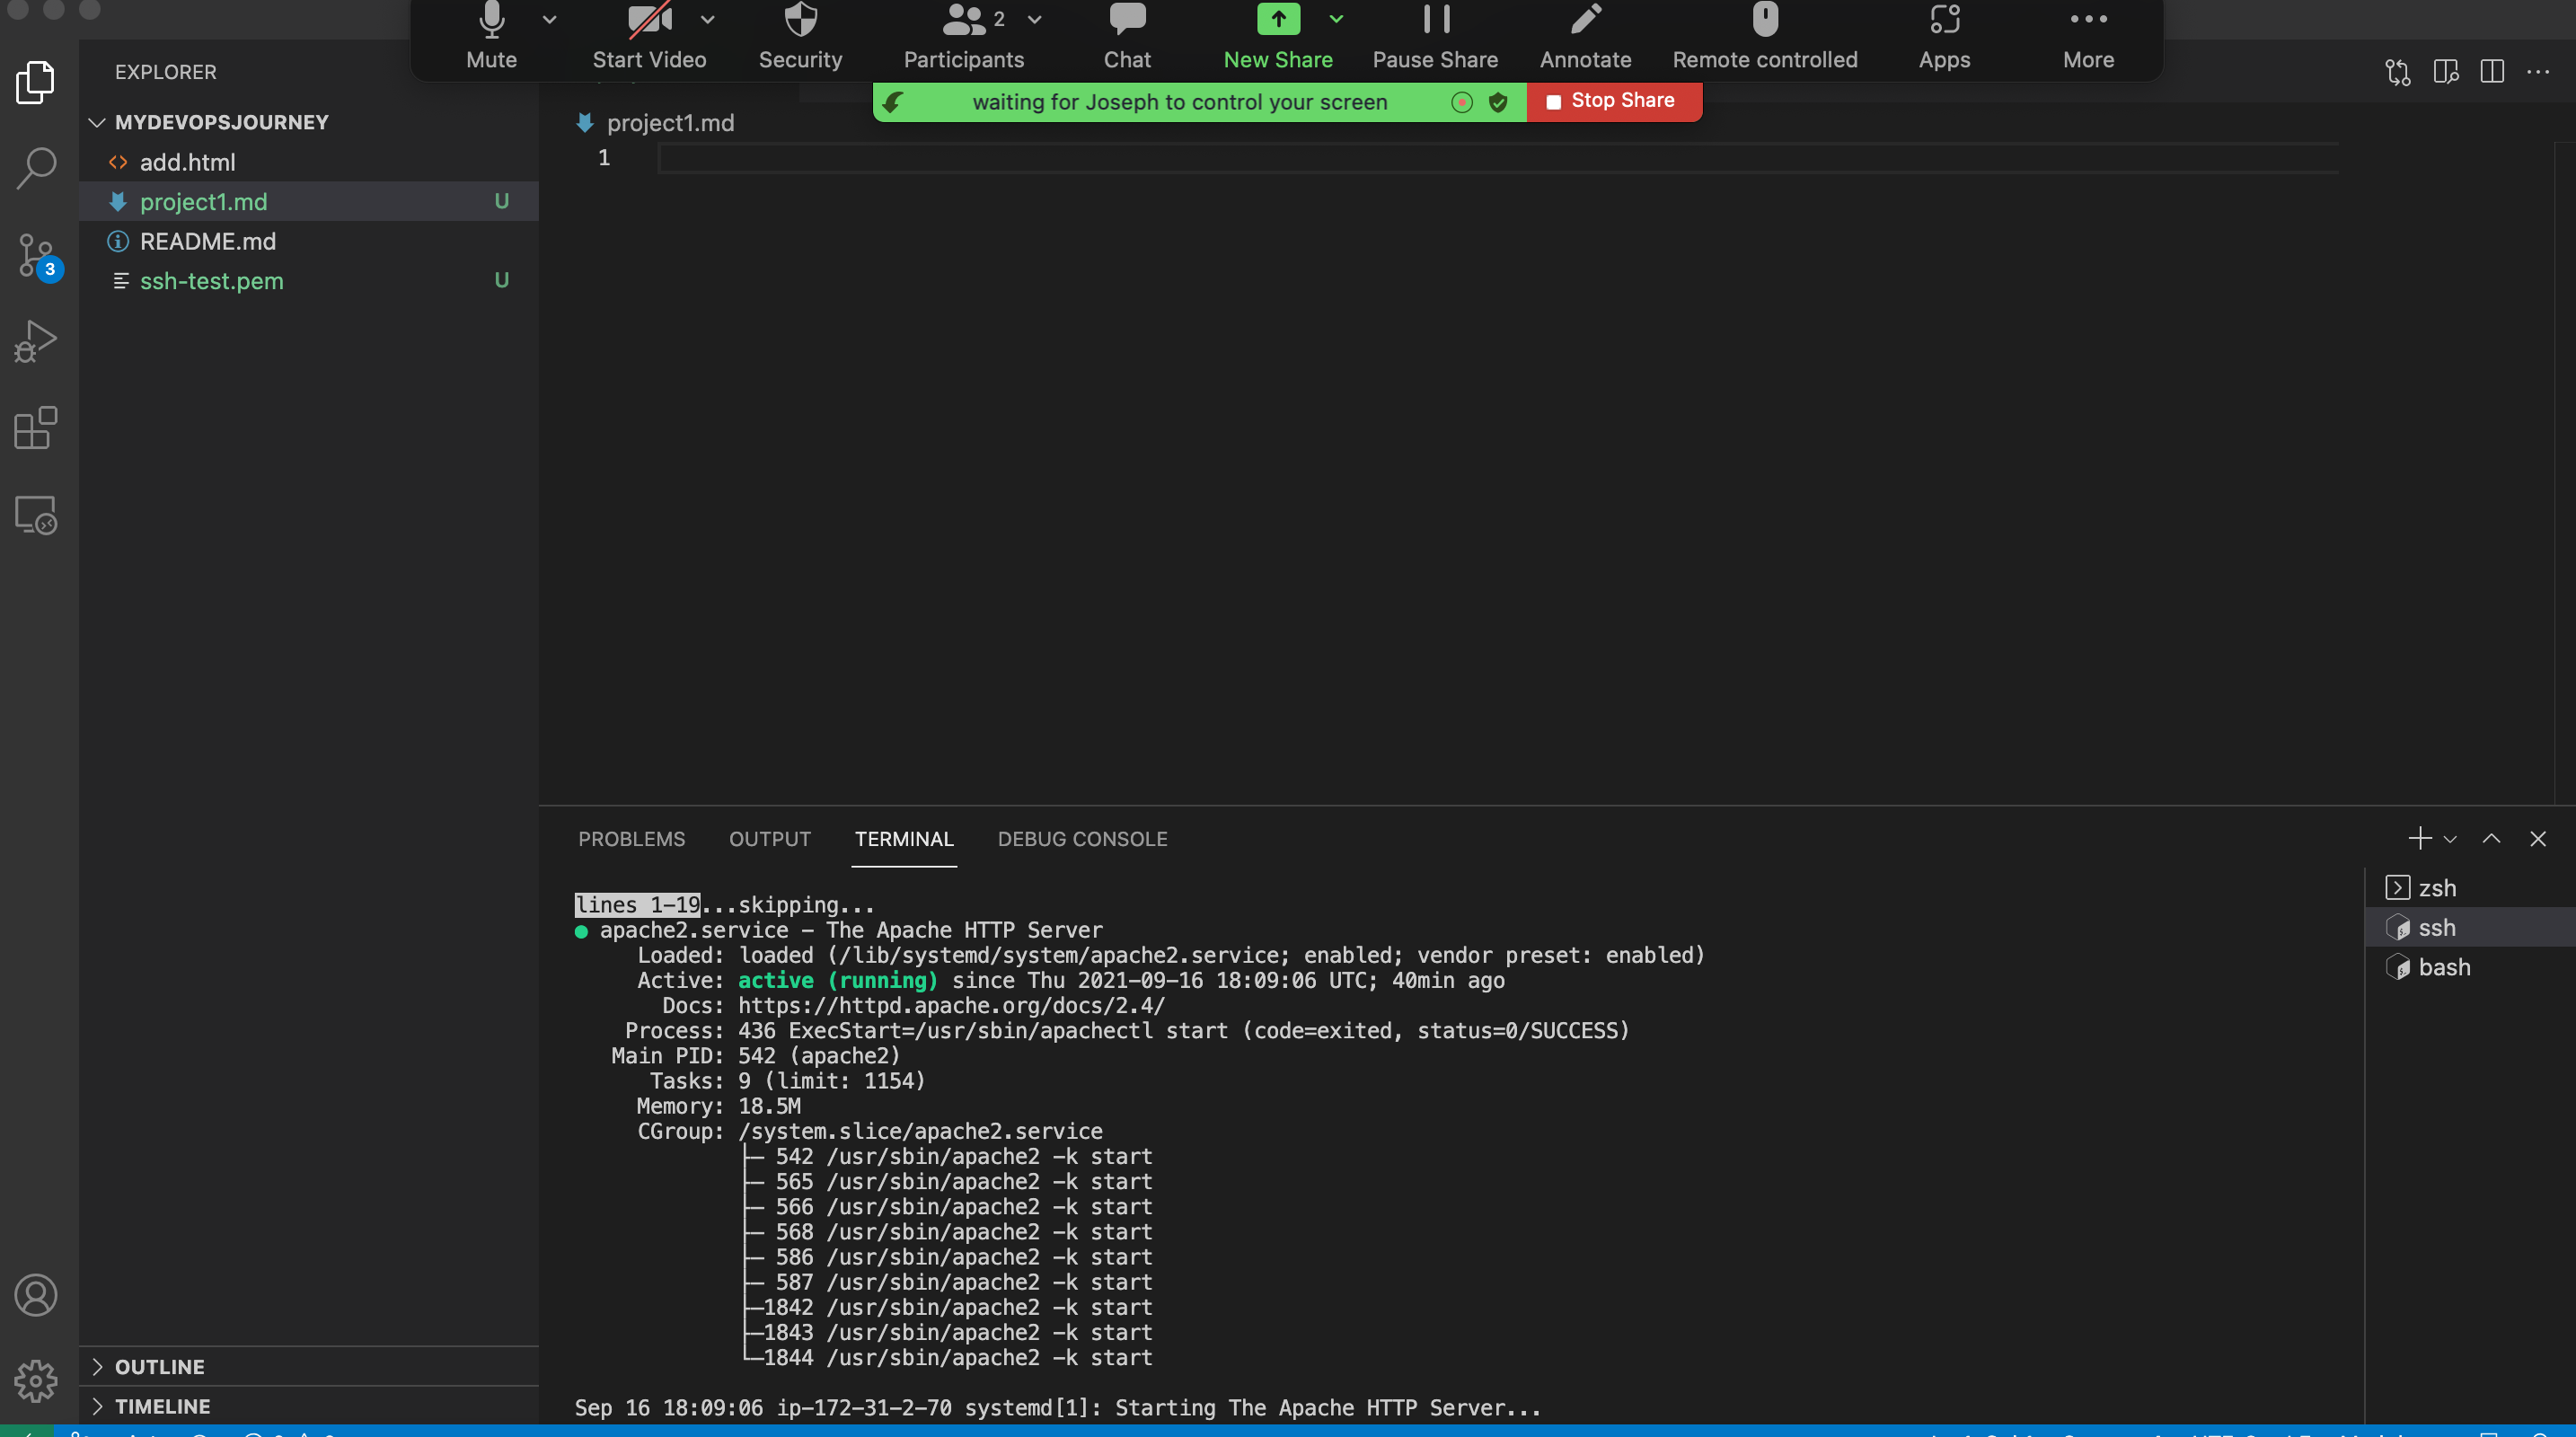 Mute
Start Video
Security
2
Participants
Chat
New Share
Pause Share
Annotate
Remote controlled
Apps
More
waiting for Joseph to control your screen
Stop Share
EXPLORER
MYDEVOPSJOURNEY
add.html
project1.md U
README.md
ssh-test.pem U
3
OUTLINE
TIMELINE
project1.md
1
PROBLEMS
OUTPUT
TERMINAL
DEBUG CONSOLE
lines 1-19...skipping...
● apache2.service - The Apache HTTP Server
Loaded: loaded (/lib/systemd/system/apache2.service; enabled; vendor preset: enabled)
Active: active (running) since Thu 2021-09-16 18:09:06 UTC; 40min ago
Docs: https://httpd.apache.org/docs/2.4/
Process: 436 ExecStart=/usr/sbin/apachectl start (code=exited, status=0/SUCCESS)
Main PID: 542 (apache2)
Tasks: 9 (limit: 1154)
Memory: 18.5M
CGroup: /system.slice/apache2.service
├─ 542 /usr/sbin/apache2 -k start
├─ 565 /usr/sbin/apache2 -k start
├─ 566 /usr/sbin/apache2 -k start
├─ 568 /usr/sbin/apache2 -k start
├─ 586 /usr/sbin/apache2 -k start
├─ 587 /usr/sbin/apache2 -k start
├─1842 /usr/sbin/apache2 -k start
├─1843 /usr/sbin/apache2 -k start
└─1844 /usr/sbin/apache2 -k start
Sep 16 18:09:06 ip-172-31-2-70 systemd[1]: Starting The Apache HTTP Server...
zsh
ssh
bash